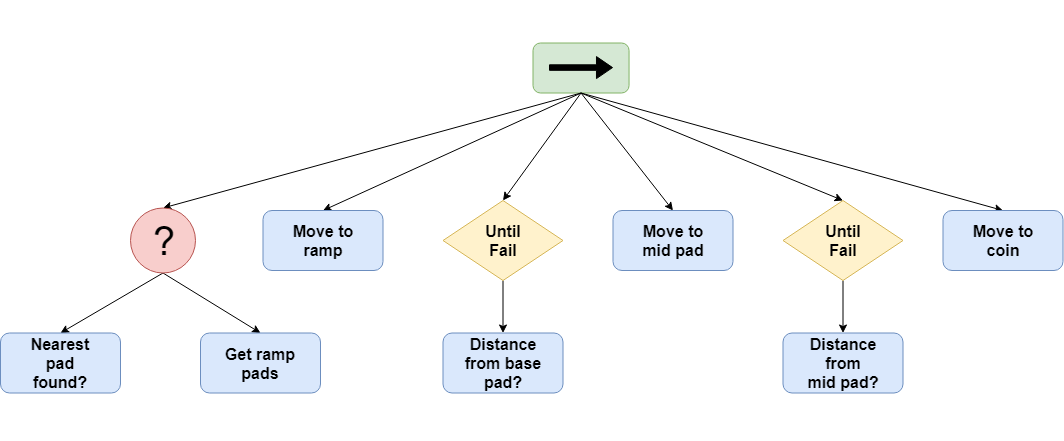 ?
Move to
ramp
Until
Fail
Move to
mid pad
Until
Fail
Move to
coin
Nearest
pad
found?
Get ramp
pads
Distance
from base
pad?
Distance
from
mid pad?